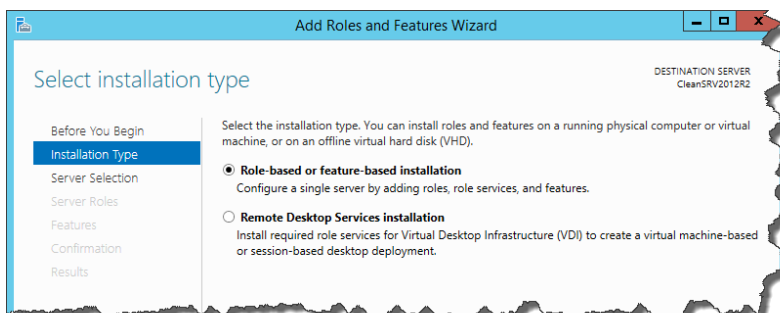 Add Roles and Features Wizard
Select installation type
DESTINATION SERVER
CleanSRV2012R2
Before You Begin
Installation Type
Server Selection
Server Roles
Features
Confirmation
Results
Select the installation type. You can install roles and features on a running physical computer or virtual
machine, or on an offline virtual hard disk (VHD).
Role-based or feature-based installation
Configure a single server by adding roles, role services, and features.
Remote Desktop Services installation
Install required role services for Virtual Desktop Infrastructure (VDI) to create a virtual machine-based
or session-based desktop deployment.